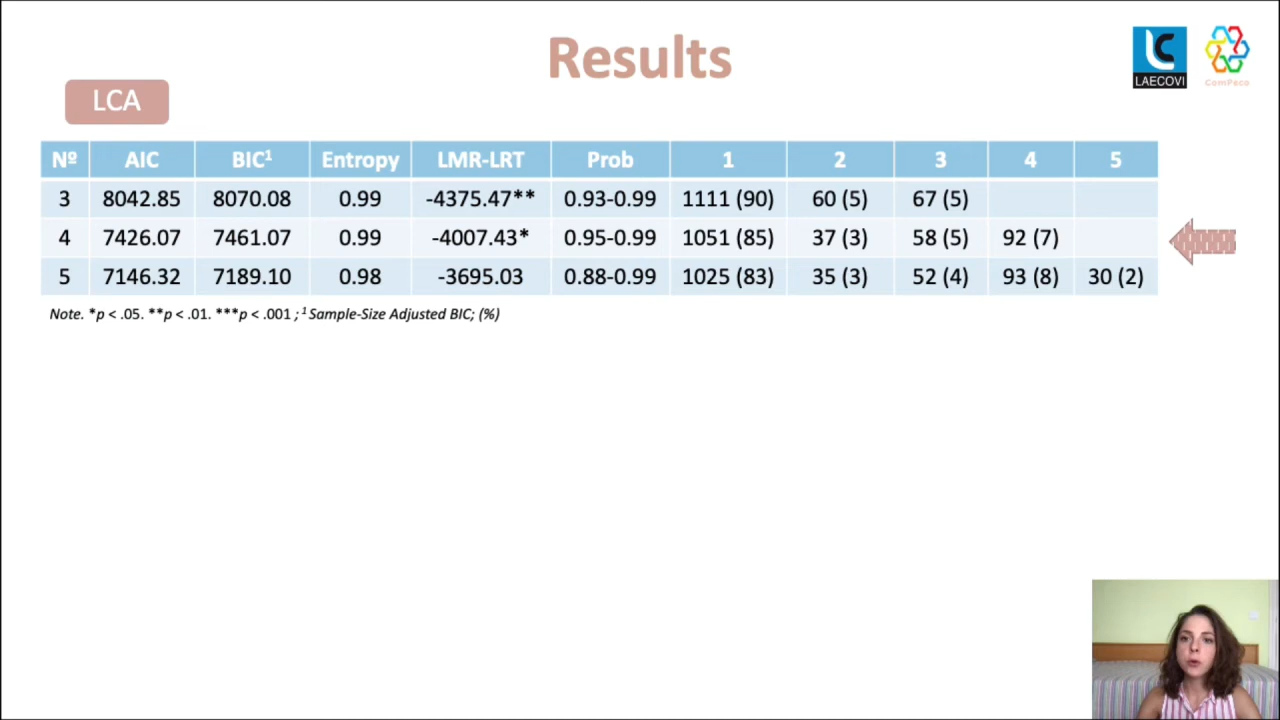 Results
LAECOVI
ComPeco
LCA
Nº AIC BIC¹ Entropy LMR-LRT Prob 1 2 3 4 5
3 8042.85 8070.08 0.99 -4375.47** 0.93-0.99 1111 (90) 60 (5) 67 (5)
4 7426.07 7461.07 0.99 -4007.43* 0.95-0.99 1051 (85) 37 (3) 58 (5) 92 (7)
5 7146.32 7189.10 0.98 -3695.03 0.88-0.99 1025 (83) 35 (3) 52 (4) 93 (8) 30 (2)
Note. *p < .05. **p < .01. ***p < .001 ; ¹ Sample-Size Adjusted BIC; (%)